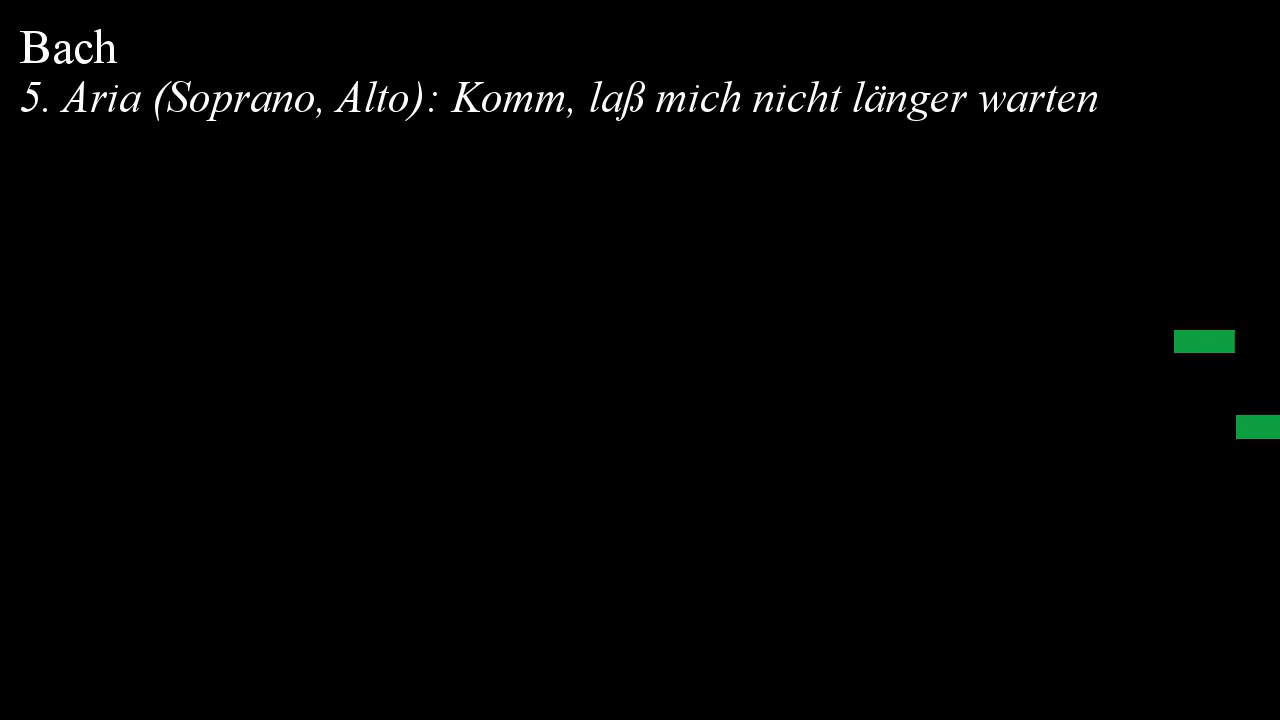 Bach
5. Aria (Soprano, Alto): Komm, laß mich nicht länger warten